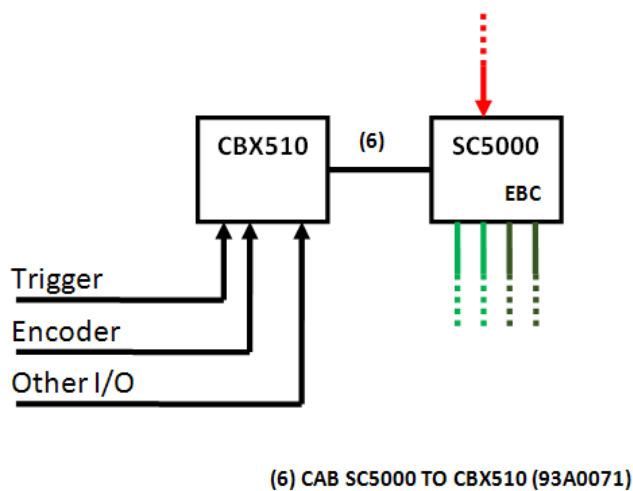 CBX510
(6)
SC5000
EBC
Trigger
Encoder
Other I/O
(6) CAB SC5000 TO CBX510 (93A0071)